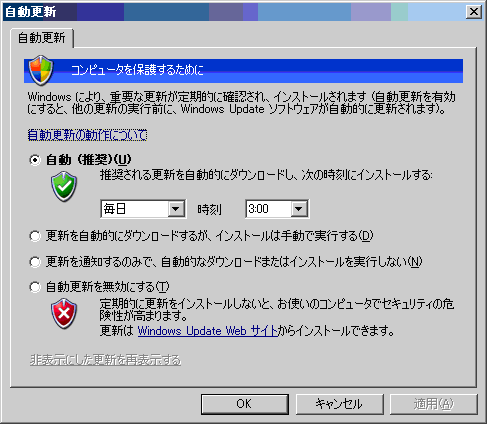 自動更新
自動更新
コンピュータを保護するために
Windows により、重要な更新が定期的に確認され、インストールされます (自動更新を有効
にすると、他の更新の実行前に、Windows Update ソフトウェアが自動的に更新されます)。
自動更新の動作について
自動 (推奨)(U)
推奨される更新を自動的にダウンロードし、次の時刻にインストールする:
毎日 時刻 3:00
更新を自動的にダウンロードするが、インストールは手動で実行する(D)
更新を通知するのみで、自動的なダウンロードまたはインストールを実行しない(N)
自動更新を無効にする(T)
定期的に更新をインストールしないと、お使いのコンピュータでセキュリティの危
険性が高まります。
更新は Windows Update Web サイトからインストールできます。
非表示にした更新を再表示する
OK キャンセル 適用(A)